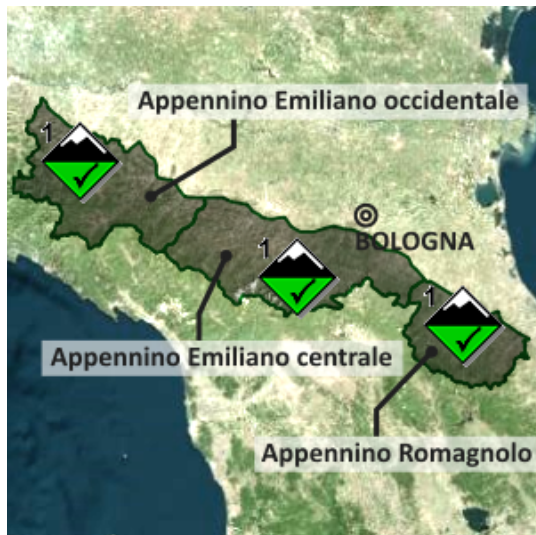 Appennino Emiliano occidentale
1
1
BOLOGNA
1
Appennino Emiliano centrale
Appennino Romagnolo